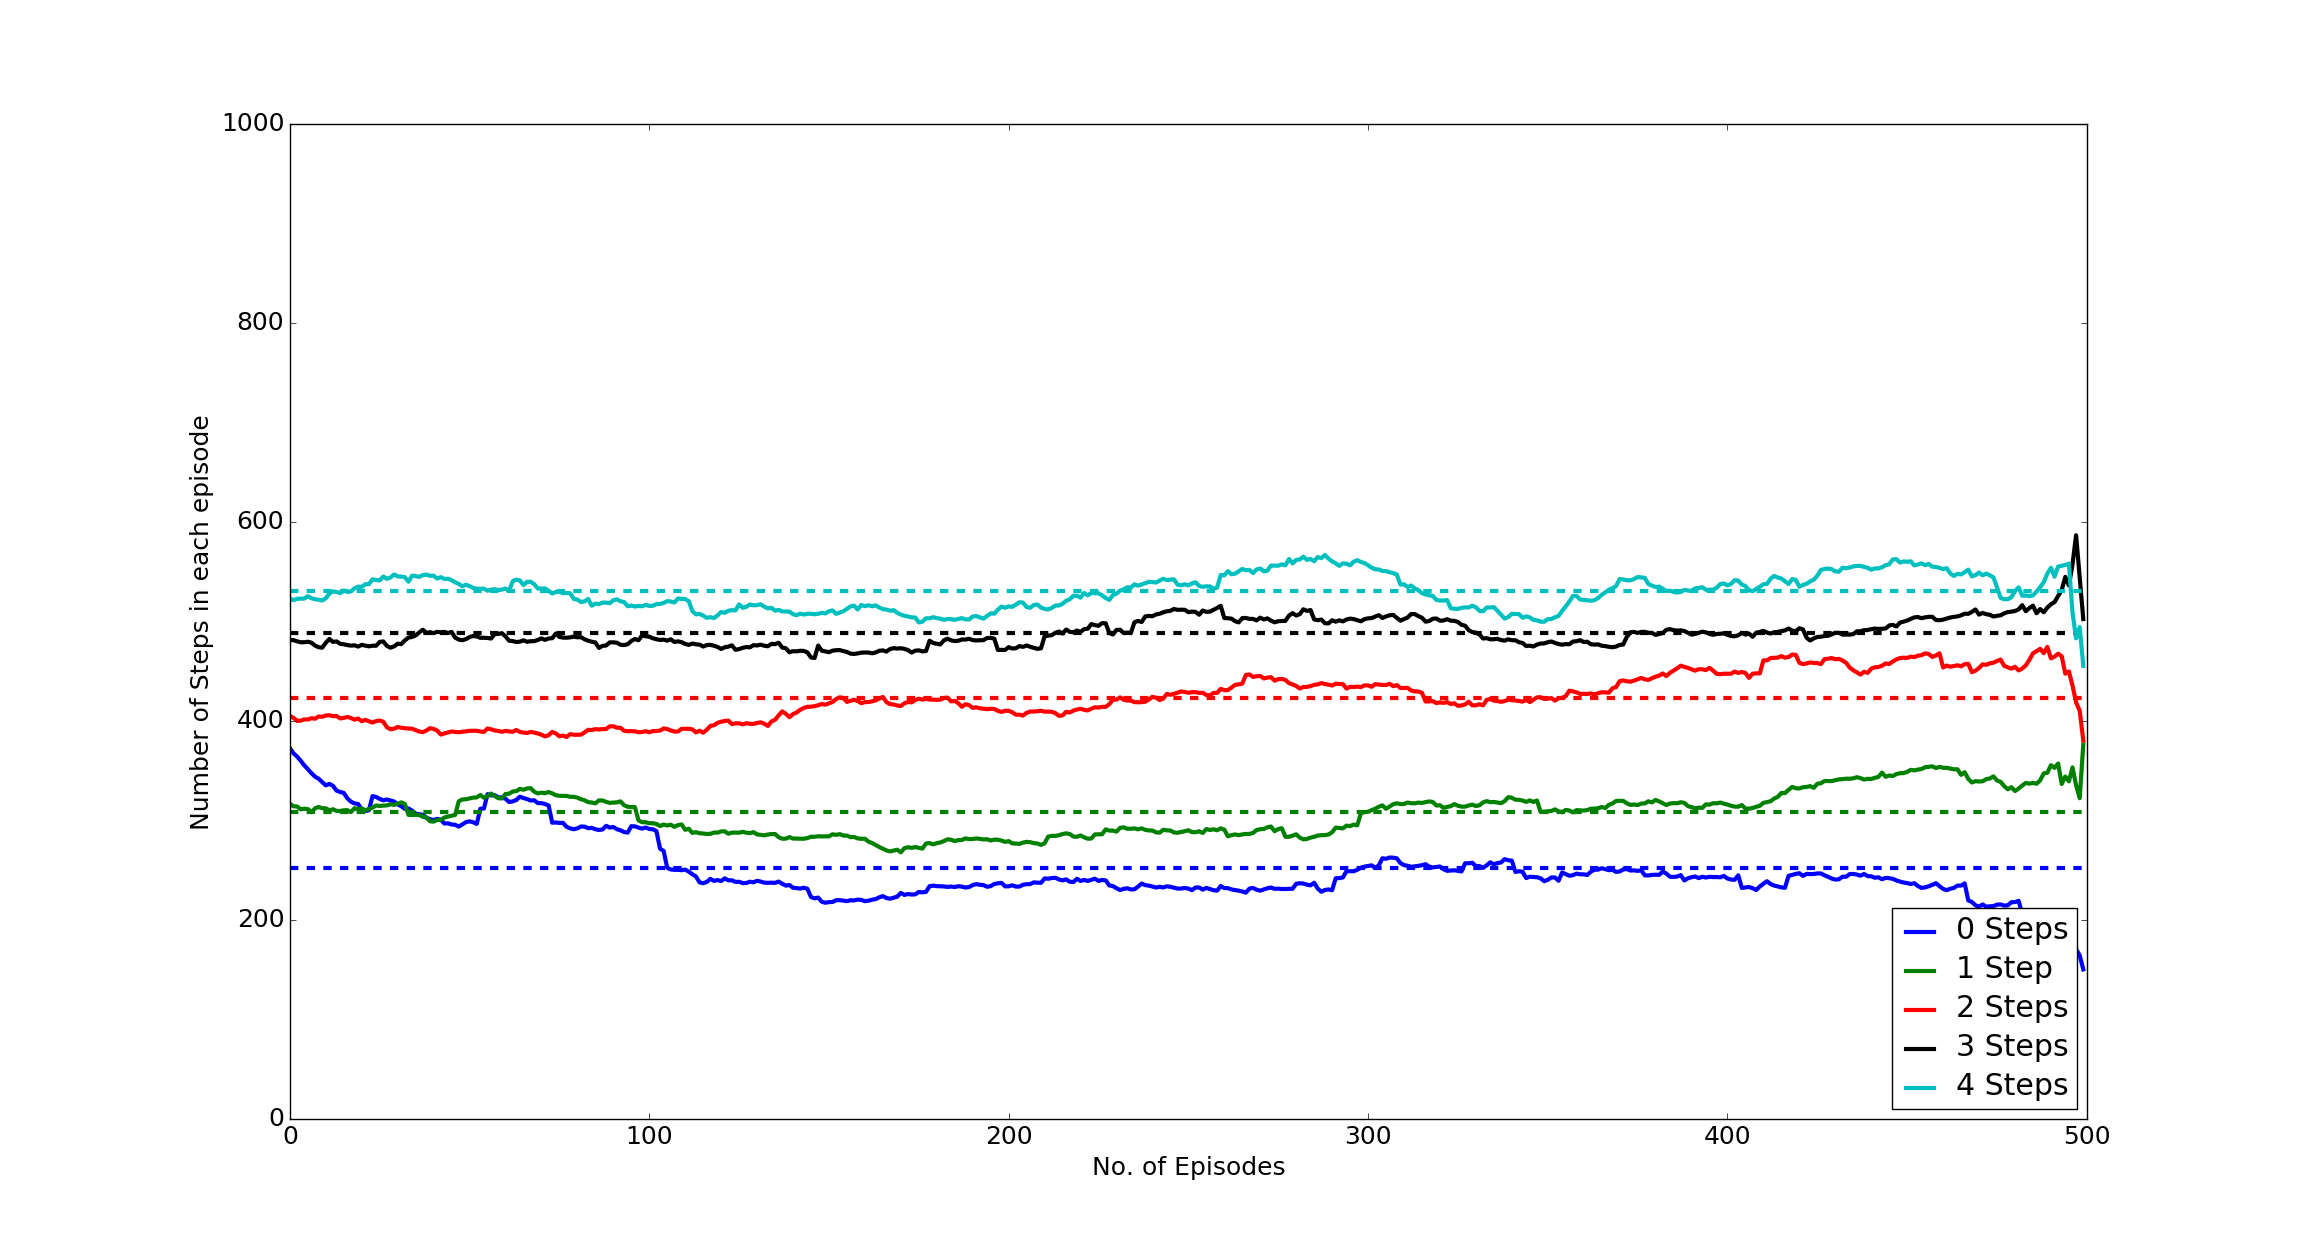 1000
800
600
400
200
0
Number of Steps in each episode
0 100 200 300 400 500
No. of Episodes
0 Steps
1 Step
2 Steps
3 Steps
4 Steps